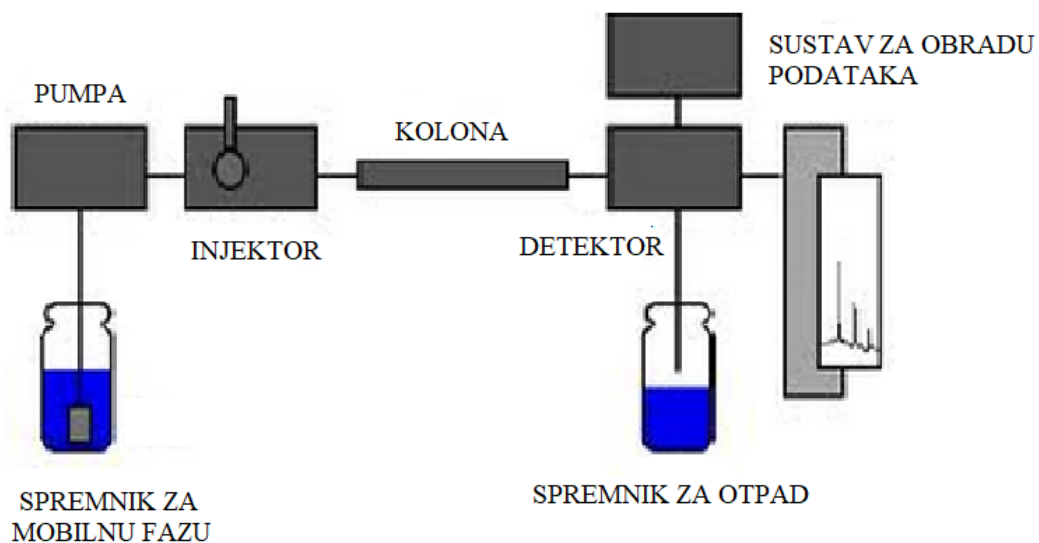 SUSTAV ZA OBRADU
PODATAKA
PUMPA
KOLONA
INJEKTOR
DETEKTOR
SPREMNIK ZA
MOBILNU FAZU
SPREMNIK ZA OTPAD